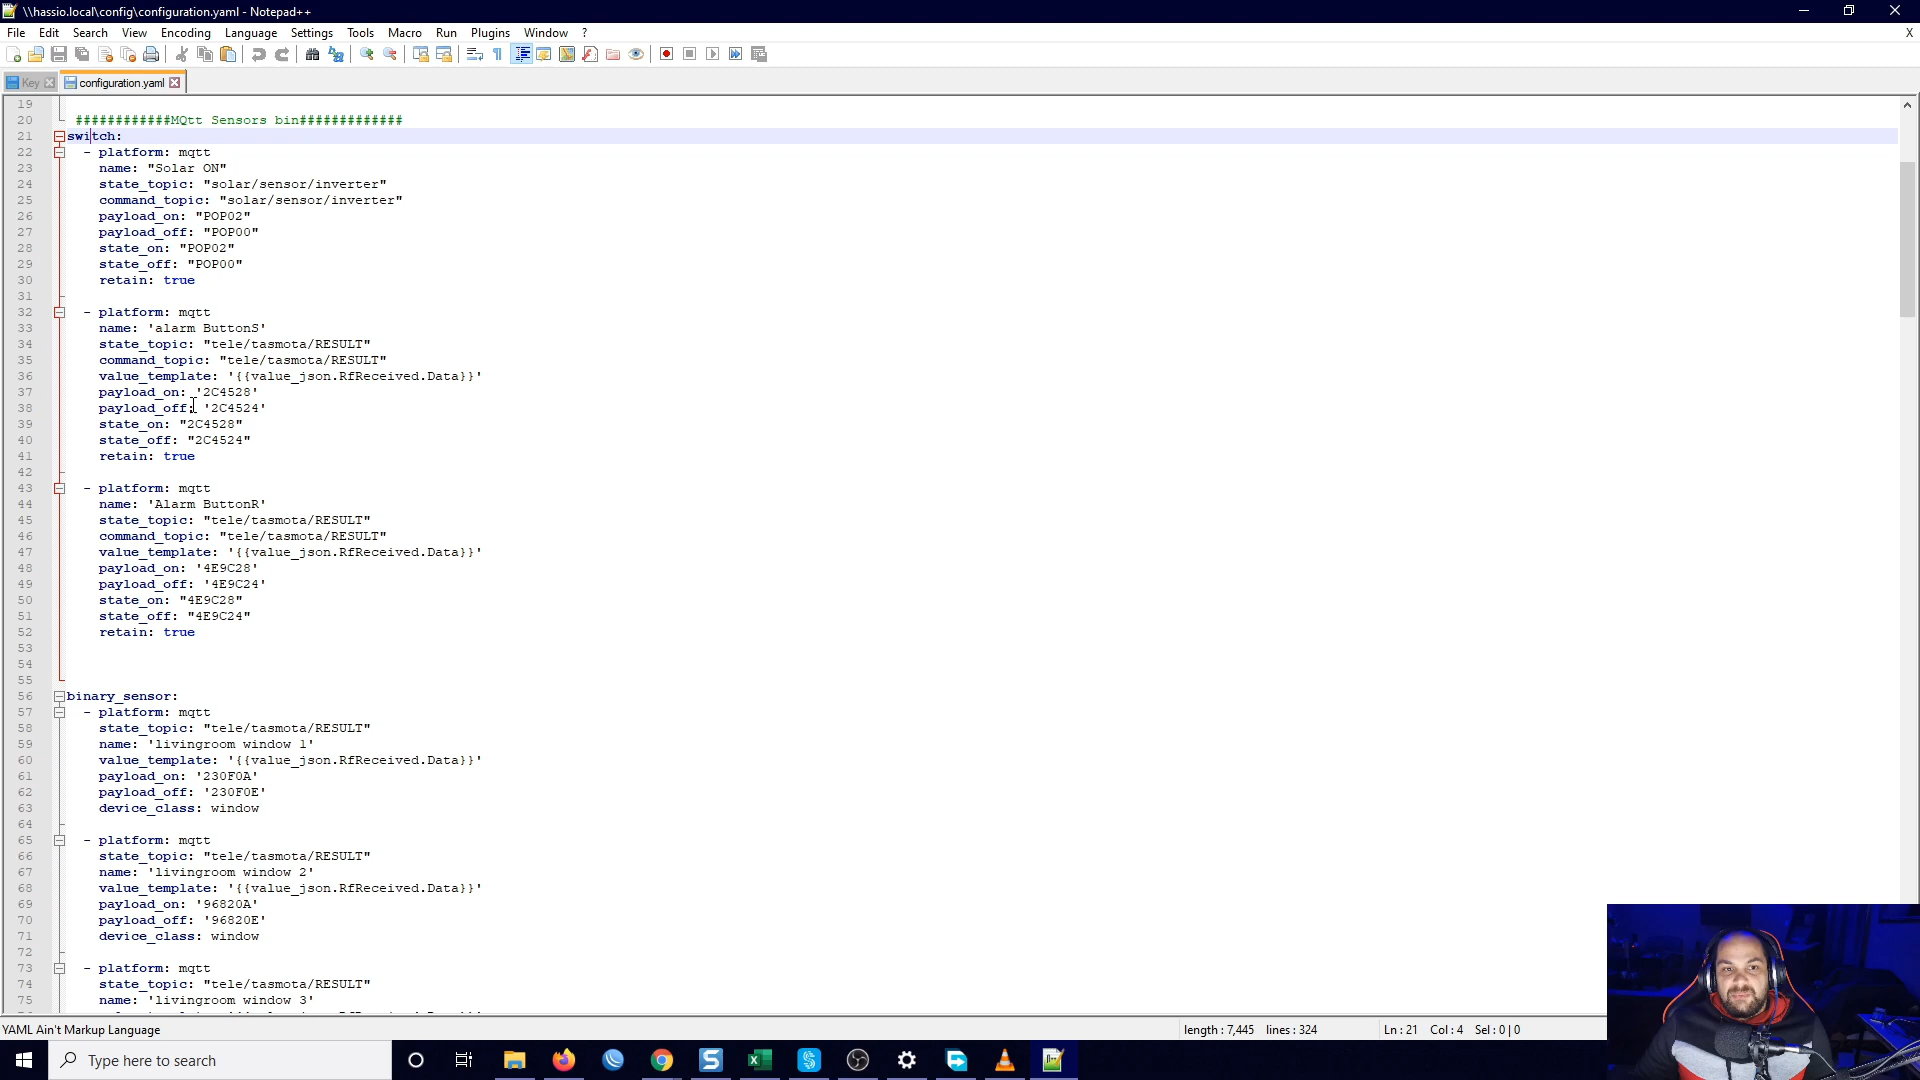 \\hassio.local\config\configuration.yaml - Notepad++
File Edit Search View Encoding Language Settings Tools Macro Run Plugins Window ? X
Key configuration.yaml
19
20 ############MQtt Sensors bin#############
21 switch:
22 - platform: mqtt
23 name: "Solar ON"
24 state_topic: "solar/sensor/inverter"
25 command_topic: "solar/sensor/inverter"
26 payload_on: "POP02"
27 payload_off: "POP00"
28 state_on: "POP02"
29 state_off: "POP00"
30 retain: true
31
32 - platform: mqtt
33 name: 'alarm ButtonS'
34 state_topic: "tele/tasmota/RESULT"
35 command_topic: "tele/tasmota/RESULT"
36 value_template: '{{value_json.RfReceived.Data}}'
37 payload_on: '2C4528'
38 payload_off: '2C4524'
39 state_on: "2C4528"
40 state_off: "2C4524"
41 retain: true
42
43 - platform: mqtt
44 name: 'Alarm ButtonR'
45 state_topic: "tele/tasmota/RESULT"
46 command_topic: "tele/tasmota/RESULT"
47 value_template: '{{value_json.RfReceived.Data}}'
48 payload_on: '4E9C28'
49 payload_off: '4E9C24'
50 state_on: "4E9C28"
51 state_off: "4E9C24"
52 retain: true
53
54
55
56 binary_sensor:
57 - platform: mqtt
58 state_topic: "tele/tasmota/RESULT"
59 name: 'livingroom window 1'
60 value_template: '{{value_json.RfReceived.Data}}'
61 payload_on: '230F0A'
62 payload_off: '230F0E'
63 device_class: window
64
65 - platform: mqtt
66 state_topic: "tele/tasmota/RESULT"
67 name: 'livingroom window 2'
68 value_template: '{{value_json.RfReceived.Data}}'
69 payload_on: '96820A'
70 payload_off: '96820E'
71 device_class: window
72
73 - platform: mqtt
74 state_topic: "tele/tasmota/RESULT"
75 name: 'livingroom window 3'
YAML Ain't Markup Language length : 7,445 lines : 324 Ln : 21 Col : 4 Sel : 0 | 0
Type here to search